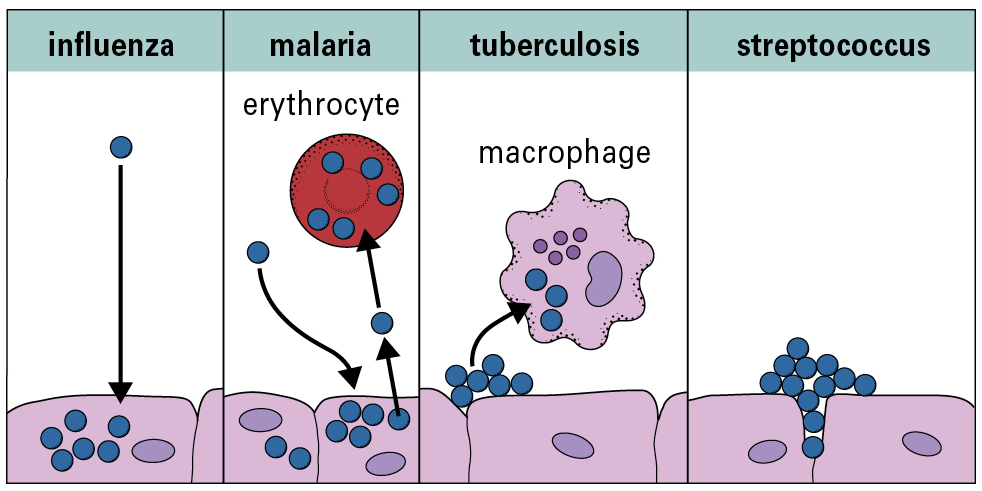 influenza
malaria
tuberculosis
streptococcus
erythrocyte
macrophage